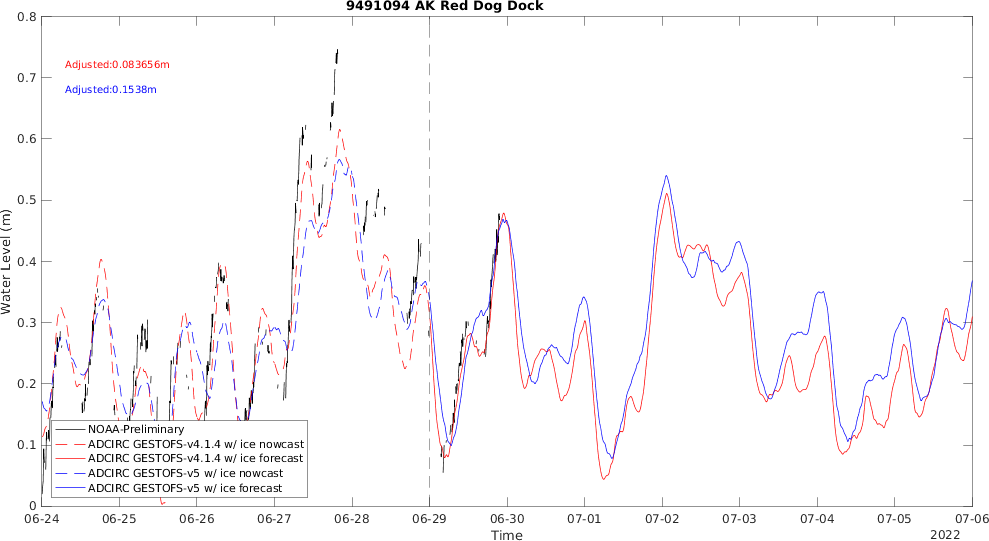 9491094 AK Red Dog Dock
0.8
0.7
0.6
0.5
0.4
0.3
0.2
0.1
0
Water Level (m)
Adjusted:0.083656m
Adjusted:0.1538m
NOAA-Preliminary
ADCIRC GESTOFS-v4.1.4 w/ ice nowcast
ADCIRC GESTOFS-v4.1.4 w/ ice forecast
ADCIRC GESTOFS-v5 w/ ice nowcast
ADCIRC GESTOFS-v5 w/ ice forecast
06-24 06-25 06-26 06-27 06-28 06-29 06-30 07-01 07-02 07-03 07-04 07-05 07-06
Time
2022